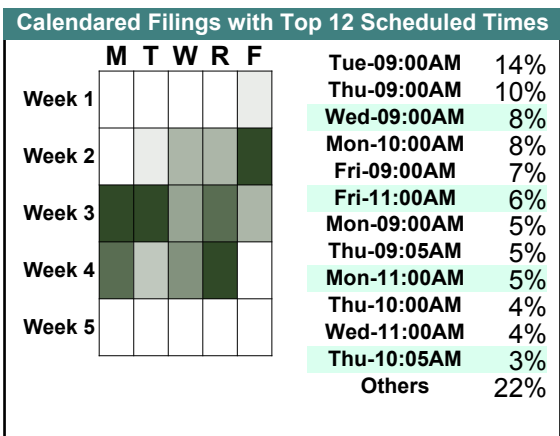 Calendared Filings with Top 12 Scheduled Times
M T W R F
Week 1
Week 2
Week 3
Week 4
Week 5
Tue-09:00AM 14%
Thu-09:00AM 10%
Wed-09:00AM 8%
Mon-10:00AM 8%
Fri-09:00AM 7%
Fri-11:00AM 6%
Mon-09:00AM 5%
Thu-09:05AM 5%
Mon-11:00AM 5%
Thu-10:00AM 4%
Wed-11:00AM 4%
Thu-10:05AM 3%
Others 22%